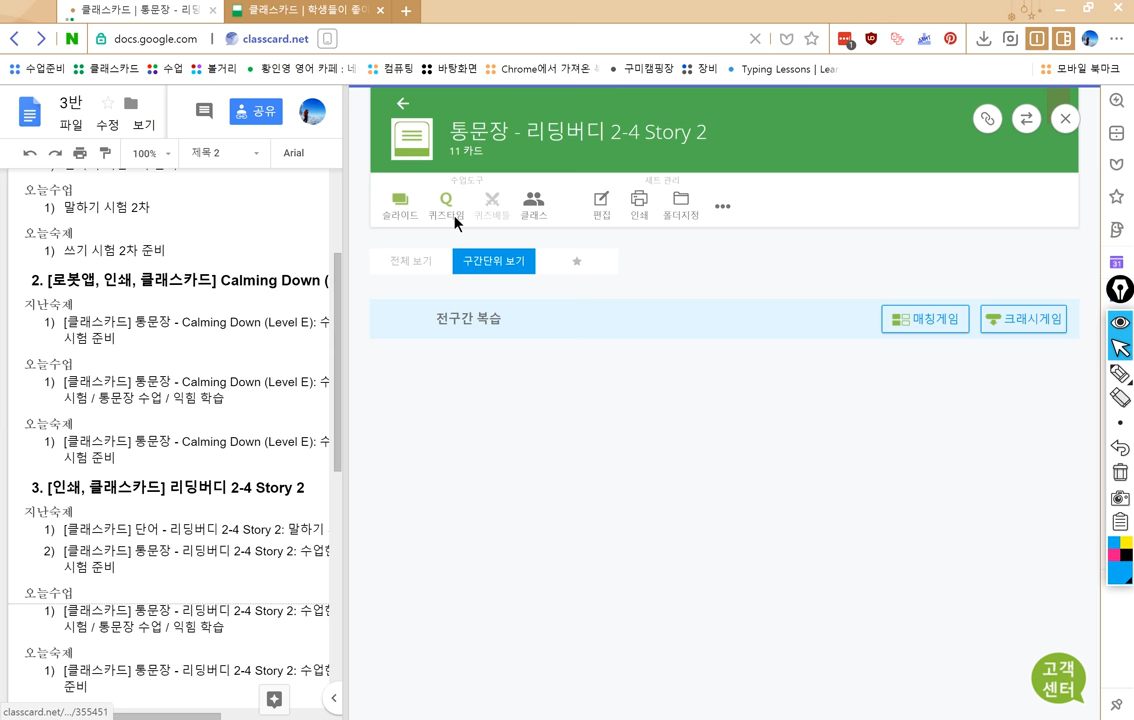 클래스카드 | 통문장 - 리딩
클래스카드 | 학생들이 좋아
docs.google.com | classcard.net
수업준비 클래스카드 수업 볼거리 황인영 영어 카페 : 네 컴퓨팅 바탕화면 Chrome에서 가져온 구미캠핑장 장비 Typing Lessons | Lear 모바일 북마크
3반
파일 수정 보기
공유
100% 제목 2 Arial
오늘수업
1) 말하기 시험 2차
오늘숙제
1) 쓰기 시험 2차 준비
2. [로봇앱, 인쇄, 클래스카드] Calming Down (
지난숙제
1) [클래스카드] 통문장 - Calming Down (Level E): 수
시험 준비
오늘수업
1) [클래스카드] 통문장 - Calming Down (Level E): 수
시험 / 통문장 수업 / 익힘 학습
오늘숙제
1) [클래스카드] 통문장 - Calming Down (Level E): 수
시험 준비
3. [인쇄, 클래스카드] 리딩버디 2-4 Story 2
지난숙제
1) [클래스카드] 단어 - 리딩버디 2-4 Story 2: 말하기
2) [클래스카드] 통문장 - 리딩버디 2-4 Story 2: 수업한
시험 준비
오늘수업
1) [클래스카드] 통문장 - 리딩버디 2-4 Story 2: 수업한
시험 / 통문장 수업 / 익힘 학습
오늘숙제
1) [클래스카드] 통문장 - 리딩버디 2-4 Story 2: 수업한
준비
classcard.net/.../355451
통문장 - 리딩버디 2-4 Story 2
11 카드
수업도구 세트 관리
슬라이드 퀴즈타임 퀴즈배틀 클래스 편집 인쇄 폴더지정
전체 보기 구간단위 보기
전구간 복습 매칭게임 크래시게임
고객
센터
31
1